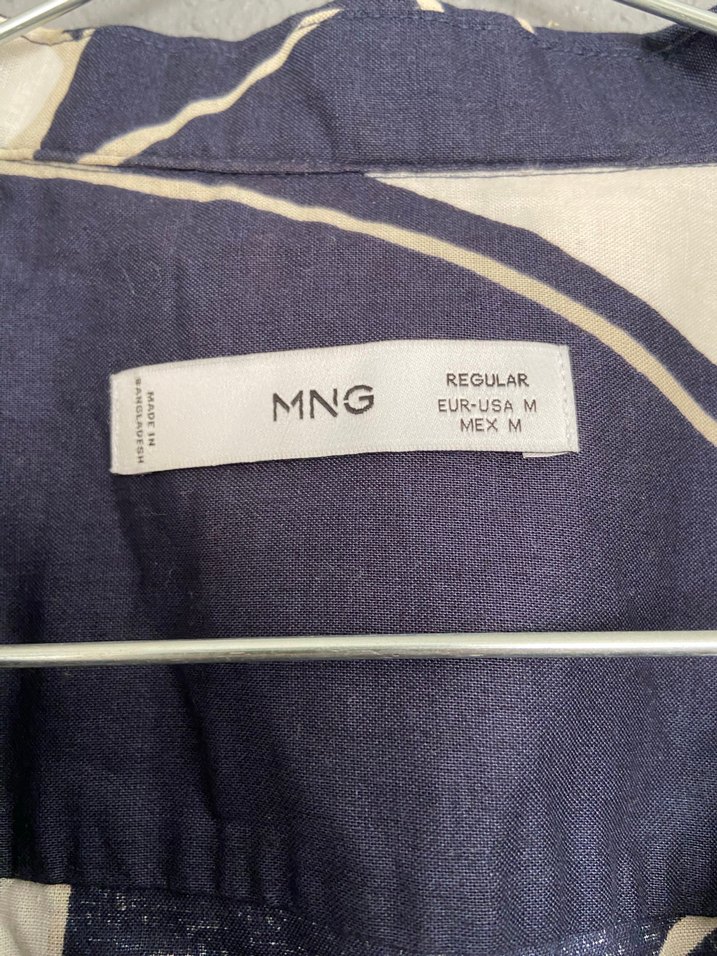 MADE IN
BANGLADESH
MNG
REGULAR
EUR-USA M
MEX M